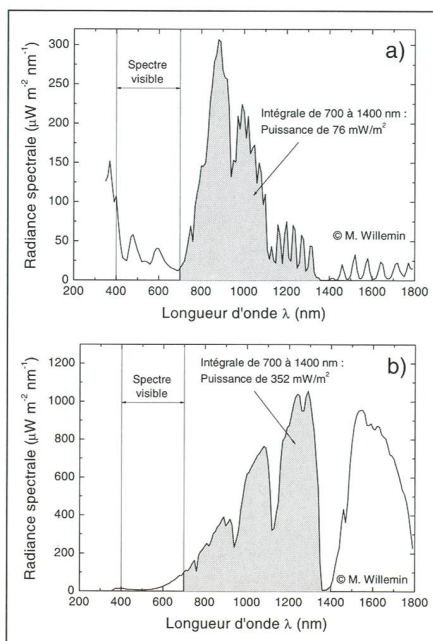 a)
Radiance spectrale (µW m⁻² nm⁻¹)
300
250
200
150
100
50
0
Spectre
visible
Intégrale de 700 à 1400 nm :
Puissance de 76 mW/m²
© M. Willemin
200 400 600 800 1000 1200 1400 1600 1800
Longueur d'onde λ (nm)
b)
Radiance spectrale (µW m⁻² nm⁻¹)
1200
1000
800
600
400
200
0
Spectre
visible
Intégrale de 700 à 1400 nm :
Puissance de 352 mW/m²
© M. Willemin
200 400 600 800 1000 1200 1400 1600 1800
Longueur d'onde λ (nm)